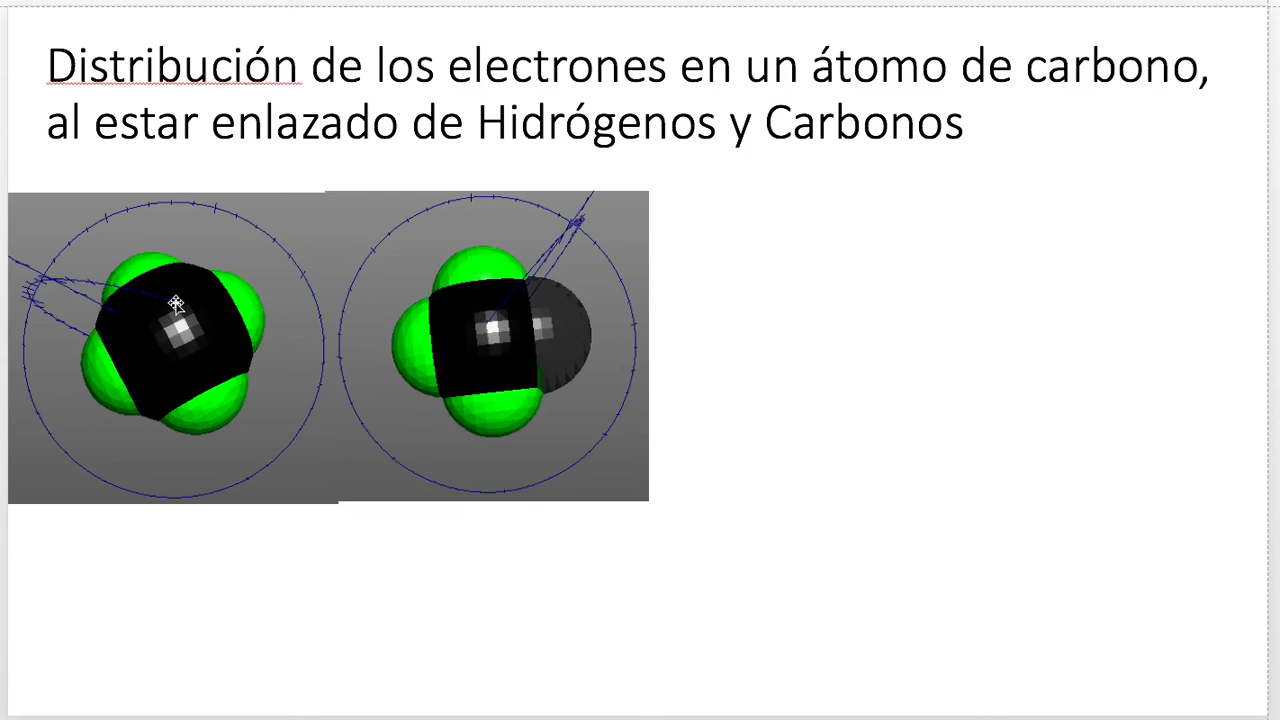 Distribución de los electrones en un átomo de carbono,
al estar enlazado de Hidrógenos y Carbonos